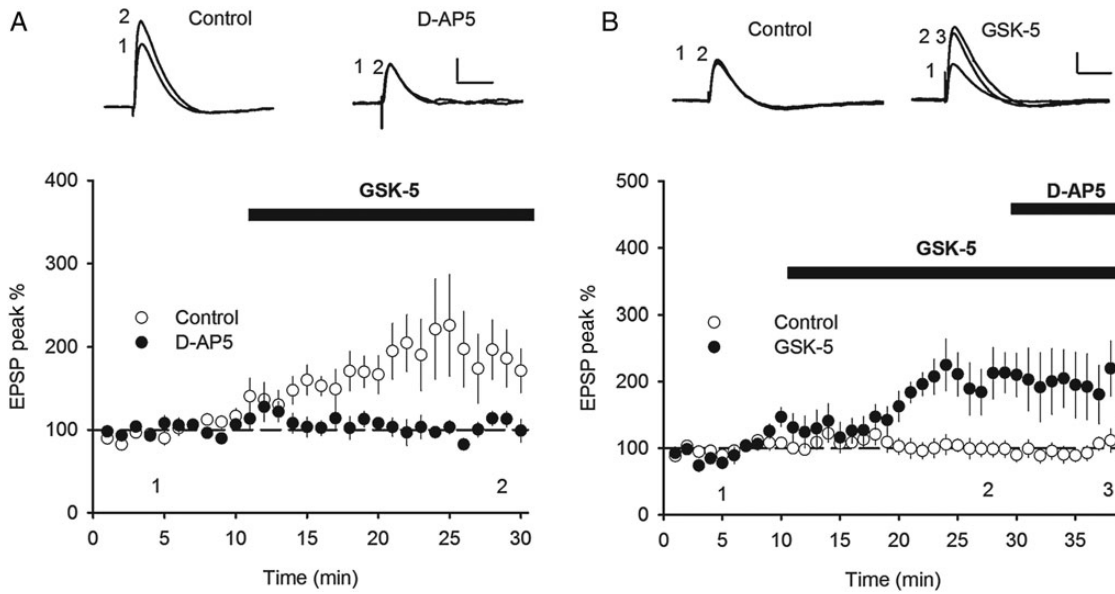 A
2
1
Control
D-AP5
1 2
400
300
200
100
0
EPSP peak %
GSK-5
Control
D-AP5
1
2
0 5 10 15 20 25 30
Time (min)
B
1 2
Control
GSK-5
2 3
1
500
400
300
200
100
0
EPSP peak %
D-AP5
GSK-5
Control
GSK-5
1
2
3
0 5 10 15 20 25 30 35
Time (min)